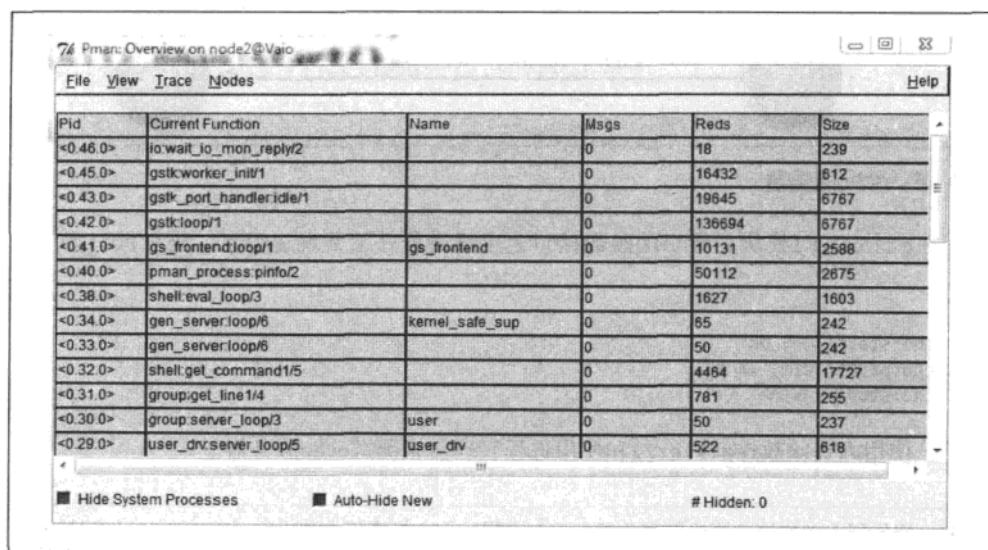 Pman: Overview on node2@Vaio
File View Trace Nodes Help
Pid Current Function Name Msgs Reds Size
<0.46.0> io:wait_io_mon_reply/2 0 18 239
<0.45.0> gstk:worker_init/1 0 16432 612
<0.43.0> gstk_port_handler:idle/1 0 19645 6767
<0.42.0> gstk:loop/1 0 136694 6767
<0.41.0> gs_frontend:loop/1 gs_frontend 0 10131 2588
<0.40.0> pman_process:pinfo/2 0 50112 2675
<0.38.0> shell:eval_loop/3 0 1627 1603
<0.34.0> gen_server:loop/6 kernel_safe_sup 0 65 242
<0.33.0> gen_server:loop/6 0 50 242
<0.32.0> shell:get_command1/5 0 4464 17727
<0.31.0> group:get_line1/4 0 781 255
<0.30.0> group:server_loop/3 user 0 50 237
<0.29.0> user_drv:server_loop/5 user_drv 0 522 618
Hide System Processes Auto-Hide New # Hidden: 0